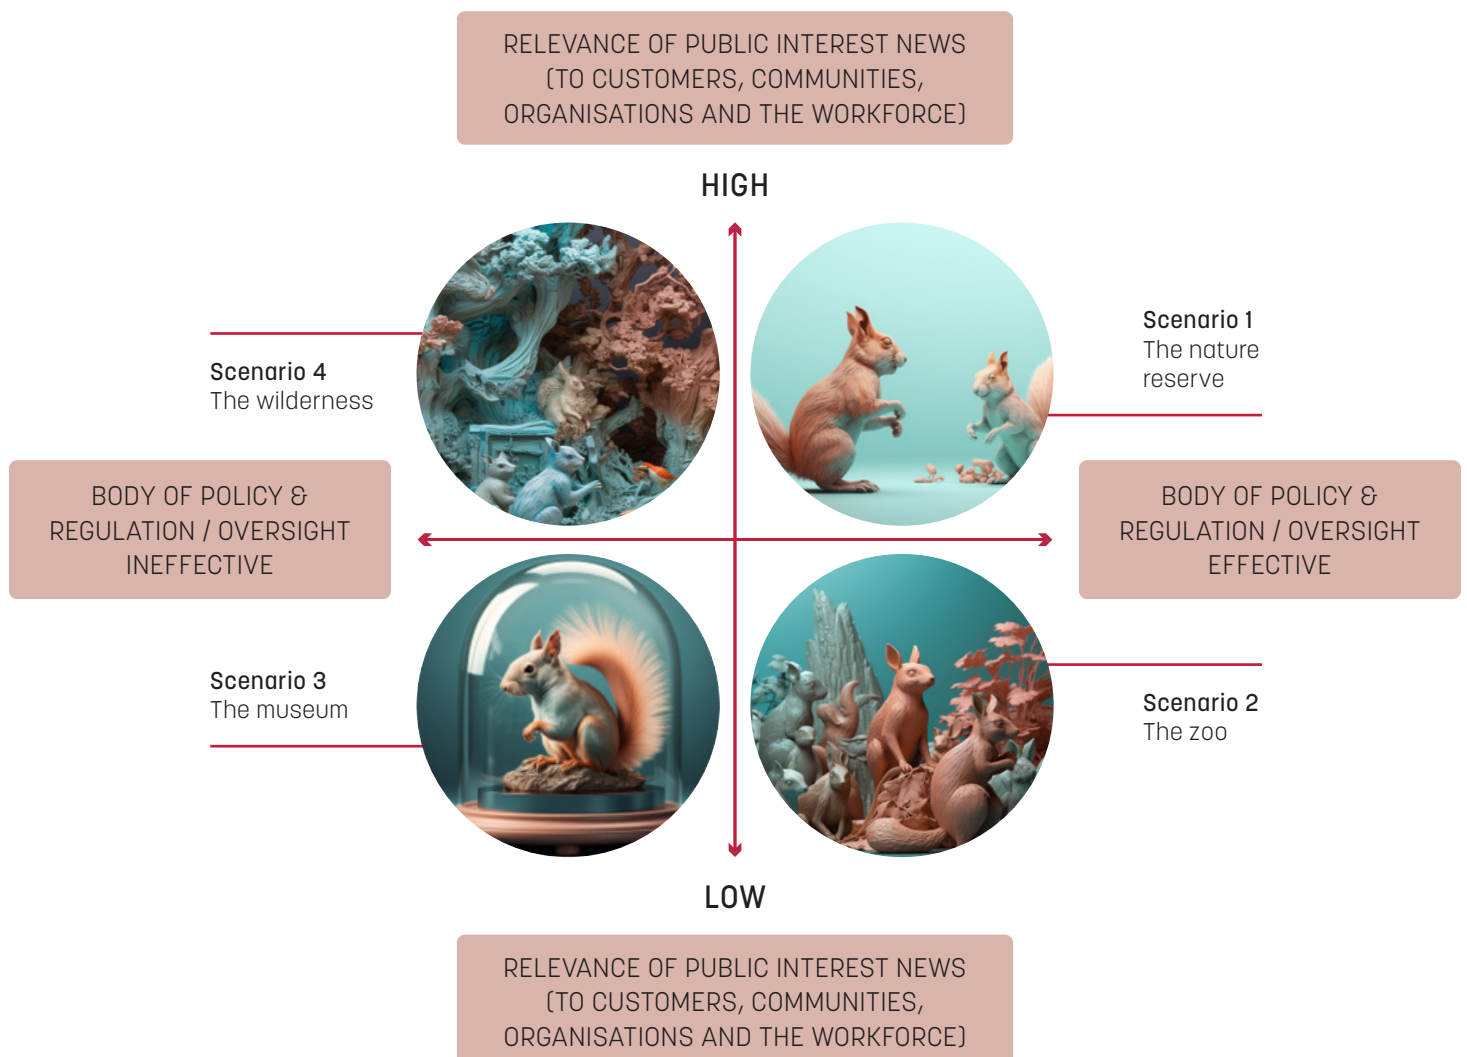 RELEVANCE OF PUBLIC INTEREST NEWS
(TO CUSTOMERS, COMMUNITIES,
ORGANISATIONS AND THE WORKFORCE)
HIGH
Scenario 4
The wilderness
Scenario 1
The nature
reserve
BODY OF POLICY &
REGULATION / OVERSIGHT
INEFFECTIVE
BODY OF POLICY &
REGULATION / OVERSIGHT
EFFECTIVE
Scenario 3
The museum
Scenario 2
The zoo
LOW
RELEVANCE OF PUBLIC INTEREST NEWS
(TO CUSTOMERS, COMMUNITIES,
ORGANISATIONS AND THE WORKFORCE)